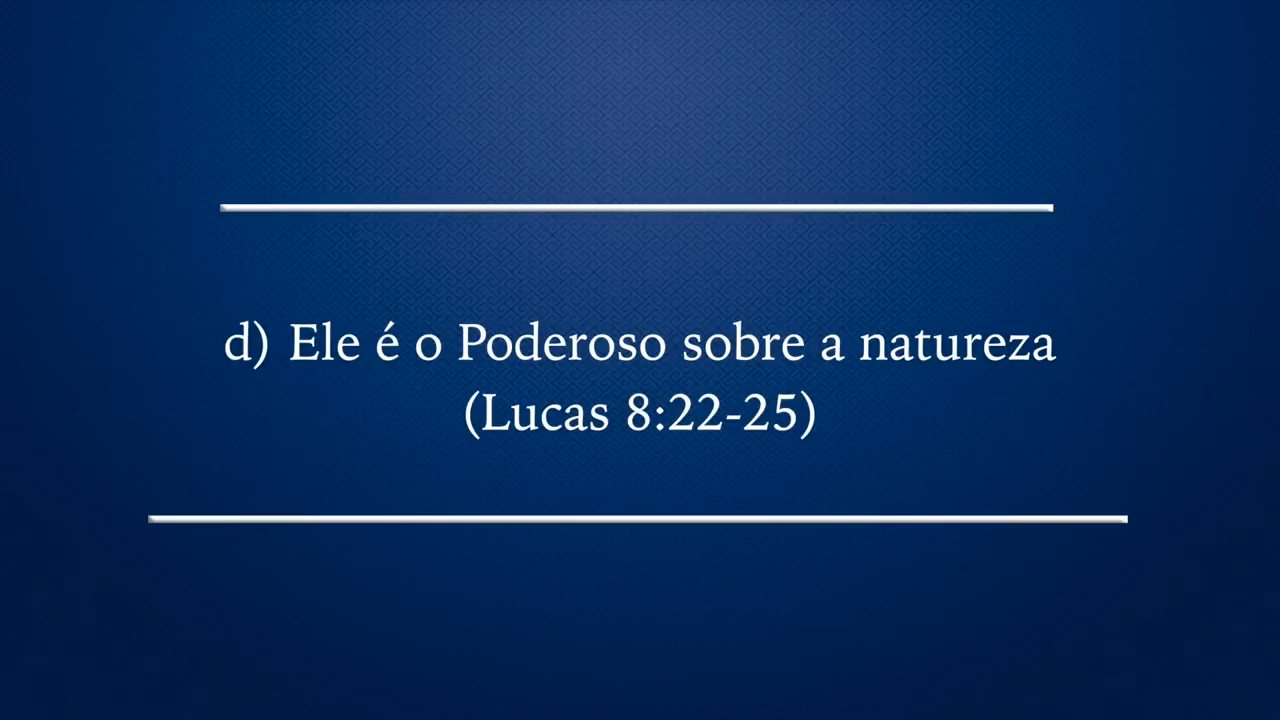 d) Ele é o Poderoso sobre a natureza
(Lucas 8:22-25)